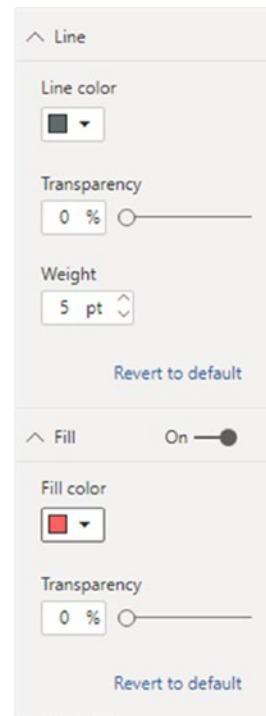 Line
Line color
Transparency
0 %
Weight
5 pt
Revert to default
Fill On
Fill color
Transparency
0 %
Revert to default